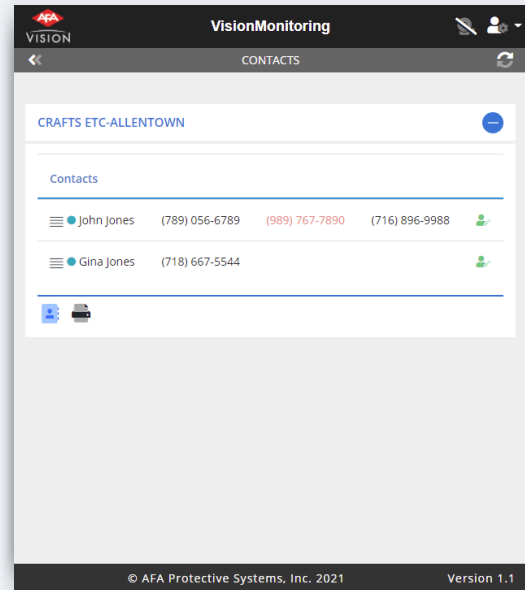 AFA
VISION
VisionMonitoring
CONTACTS
CRAFTS ETC-ALLENTOWN
Contacts
John Jones (789) 056-6789 (989) 767-7890 (716) 896-9988
Gina Jones (718) 667-5544
© AFA Protective Systems, Inc. 2021 Version 1.1